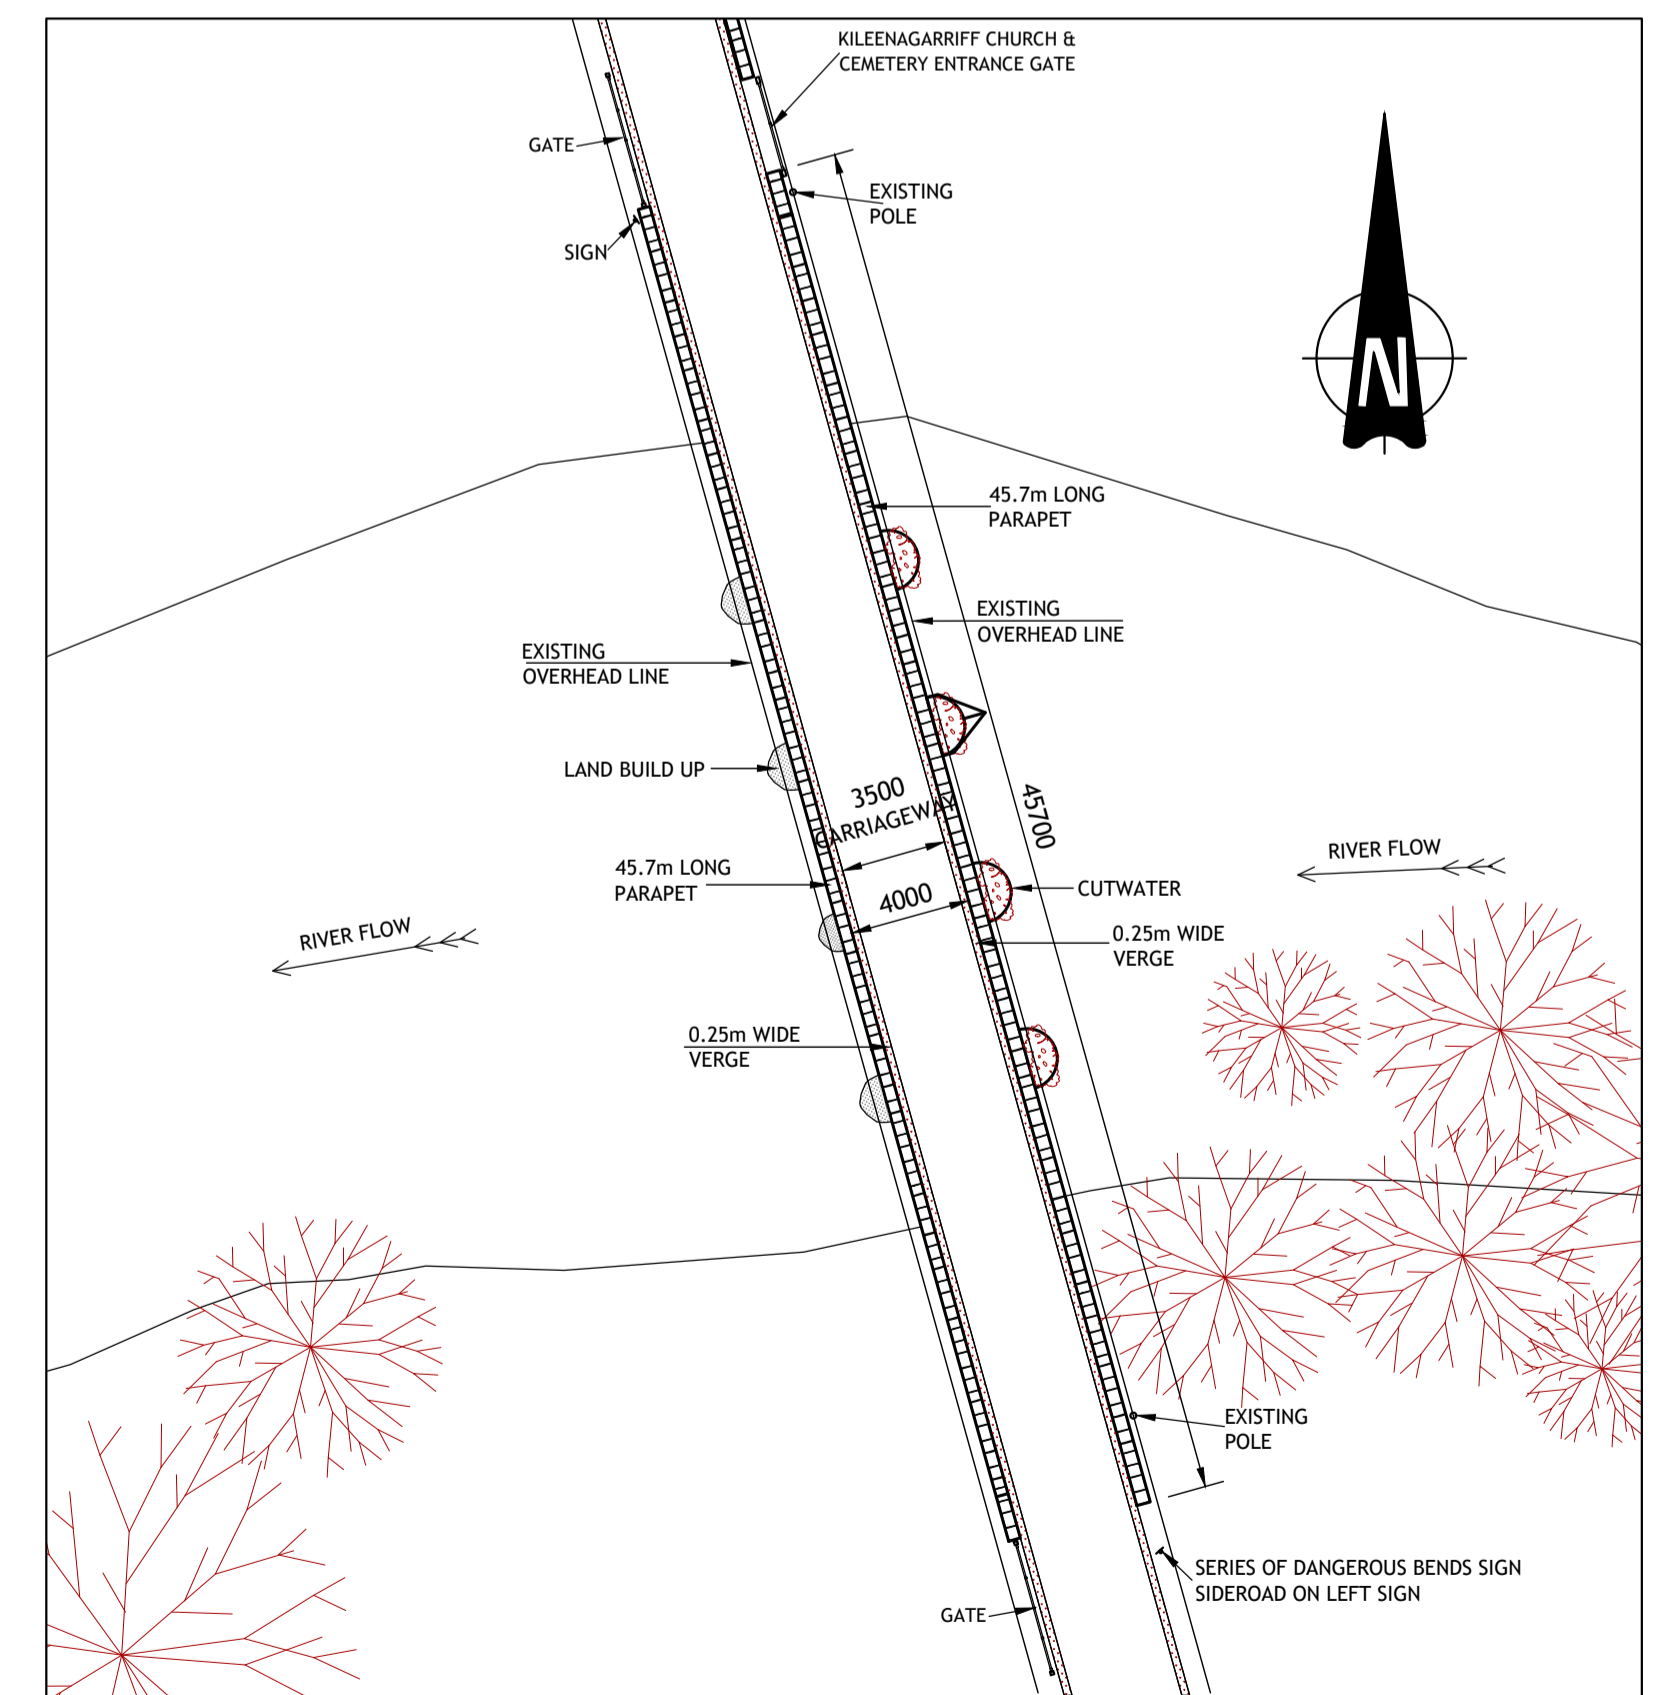 KILEENAGARRIFF CHURCH &
CEMETERY ENTRANCE GATE
GATE
EXISTING
POLE
SIGN
N
45.7m LONG
PARAPET
EXISTING
OVERHEAD LINE
EXISTING
OVERHEAD LINE
LAND BUILD UP
3500
CARRIAGEWAY
45700
RIVER FLOW
45.7m LONG
PARAPET
CUTWATER
4000
RIVER FLOW
0.25m WIDE
VERGE
0.25m WIDE
VERGE
EXISTING
POLE
SERIES OF DANGEROUS BENDS SIGN
SIDEROAD ON LEFT SIGN
GATE